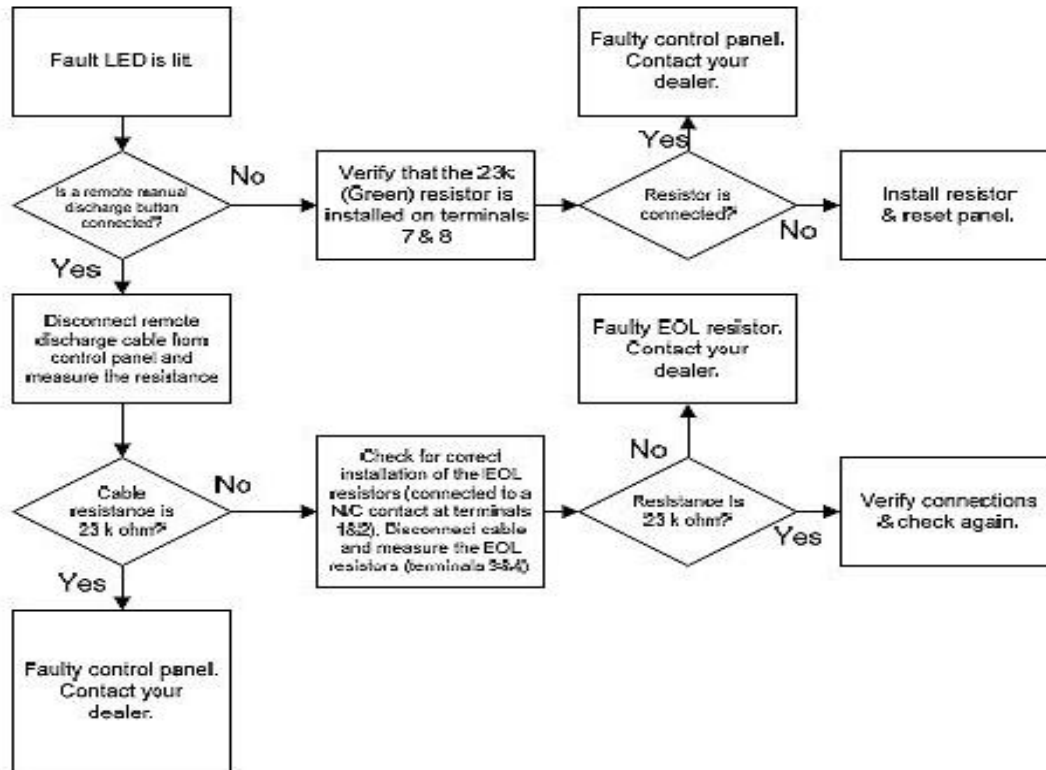 Fault LED is lit.
Faulty control panel.
Contact your
dealer.
Is a remote manual
discharge button
connected?
No
Verify that the 23k
(Green) resistor is
installed on terminals
7 & 8
Yes
Resistor is
connected?
No
Install resistor
& reset panel.
Yes
Disconnect remote
discharge cable from
control panel and
measure the resistance
Faulty EOL resistor.
Contact your
dealer.
Cable
resistance is
23 k ohm?
No
Check for correct
installation of the EOL
resistors (connected to a
N/C contact at terminals
1&2). Disconnect cable
and measure the EOL
resistors (terminals 3&4)
No
Resistance is
23 k ohm?
Yes
Verify connections
& check again.
Yes
Faulty control panel.
Contact your
dealer.